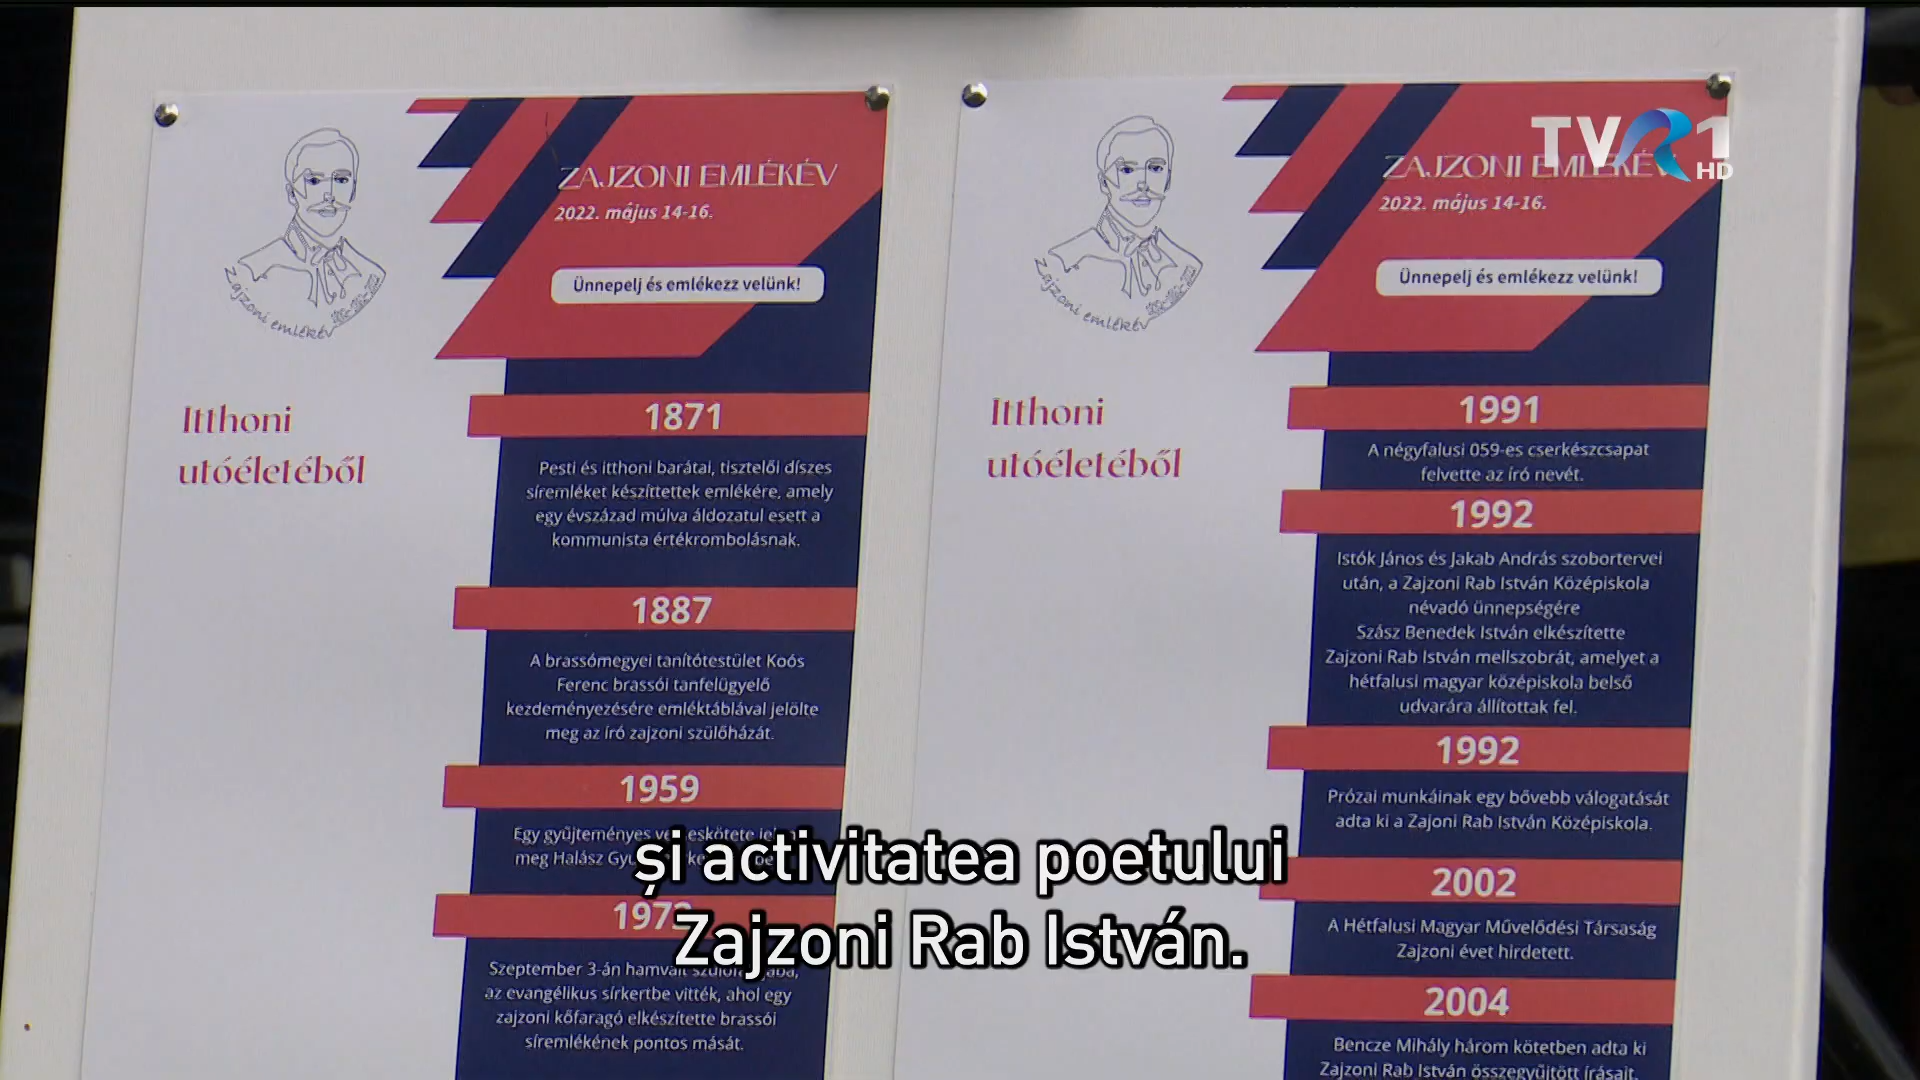 TVR1
HD
ZAJZONI EMLÉKÉV
2022. május 14-16.
Ünnepelj és emlékezz velünk!
Zajzoni emlékév
Itthoni
utóéletéből
1871
Pesti és itthoni barátai, tisztelői díszes
síremléket készíttettek emlékére, amely
egy évszázad múlva áldozatul esett a
kommunista értékrombolásnak.
1887
A brassómegyei tanítótestület Koós
Ferenc brassói tanfelügyelő
kezdeményezésére emléktáblával jelölte
meg az író zajzoni szülőházát.
1959
Egy gyűjteményes
meg Halász
1973
Szeptember 3-án hamvait
az evangélikus sírkertbe vitték, ahol egy
zajzoni kőfaragó elkészítette brassói
síremlékének pontos mását.
ZAJZONI EMLÉKÉV
2022. május 14-16.
Ünnepelj és emlékezz velünk!
Zajzoni emlékév
Itthoni
utóéletéből
1991
A négyfalusi 059-es cserkészcsapat
felvette az író nevét.
1992
Istók János és Jakab András szobortervei
után, a Zajzoni Rab István Középiskola
névadó ünnepségére
Szász Benedek István elkészítette
Zajzoni Rab István mellszobrát, amelyet a
hétfalusi magyar középiskola belső
udvarára állítottak fel.
1992
Prózai munkáinak egy bővebb válogatását
adta ki a Zajoni Rab István Középiskola.
2002
A Hétfalusi Magyar Művelődési Társaság
Zajzoni évet hirdetett.
2004
Bencze Mihály három kötetben adta ki
Zajzoni Rab István összegyűjtött írásait.
și activitatea poetului
Zajzoni Rab István.